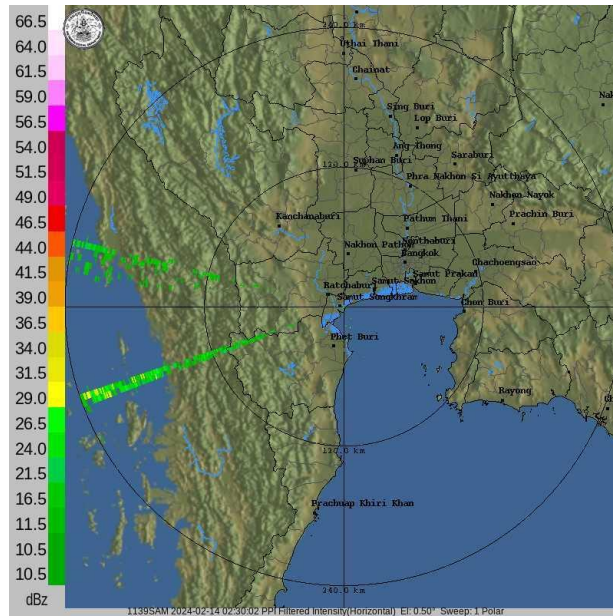 66.5
64.0
61.5
59.0
56.5
54.0
51.5
49.0
46.5
44.0
41.5
39.0
36.5
34.0
31.5
29.0
26.5
24.0
21.5
16.5
11.5
10.5
10.5
dBz
240.0 km
Uthai Thani
Chainat
Sing Buri
Lop Buri
Ang Thong
Saraburi
120.0 km
Suphan Buri
Phra Nakhon Si Ayutthaya
Nakhon Nayok
Kanchanaburi
Pathum Thani
Prachin Buri
Nonthaburi
Nakhon Pathom
Bangkok
Chachoengsao
Samut Prakan
Samut Sakhon
Ratchaburi
Samut Songkhram
Chon Buri
Phet Buri
Rayong
120.0 km
Prachuap Khiri Khan
240.0 km
1139SAM 2024-02-14 02:30:02 PPI Filtered Intensity(Horizontal) El: 0.50° Sweep: 1 Polar